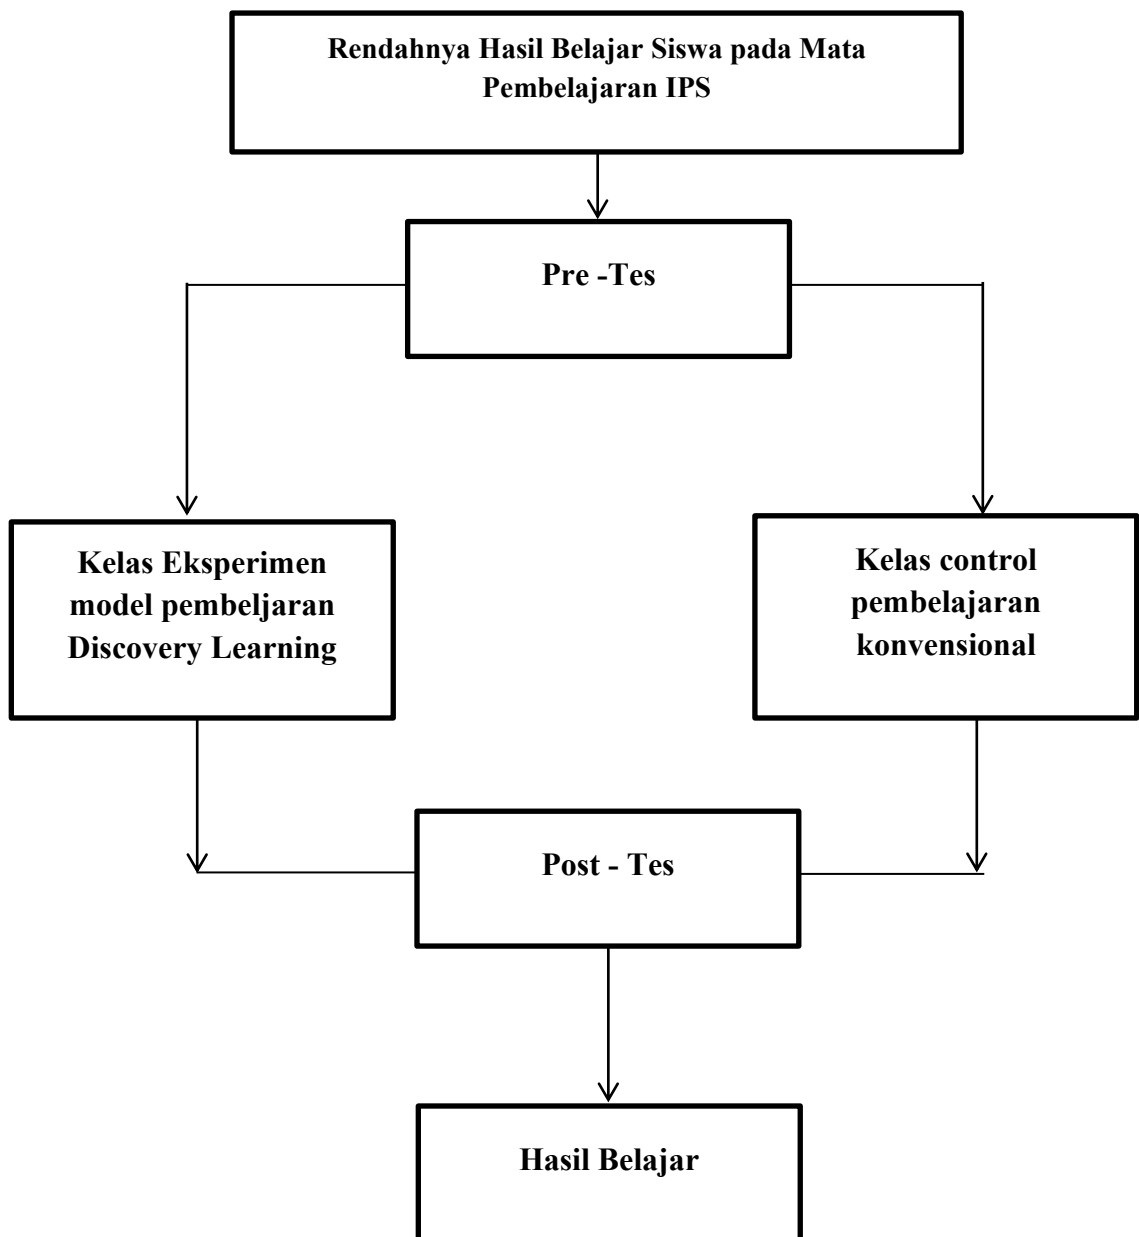 Rendahnya Hasil Belajar Siswa pada Mata
Pembelajaran IPS
Pre -Tes
Kelas Eksperimen
model pembeljaran
Discovery Learning
Kelas control
pembelajaran
konvensional
Post - Tes
Hasil Belajar